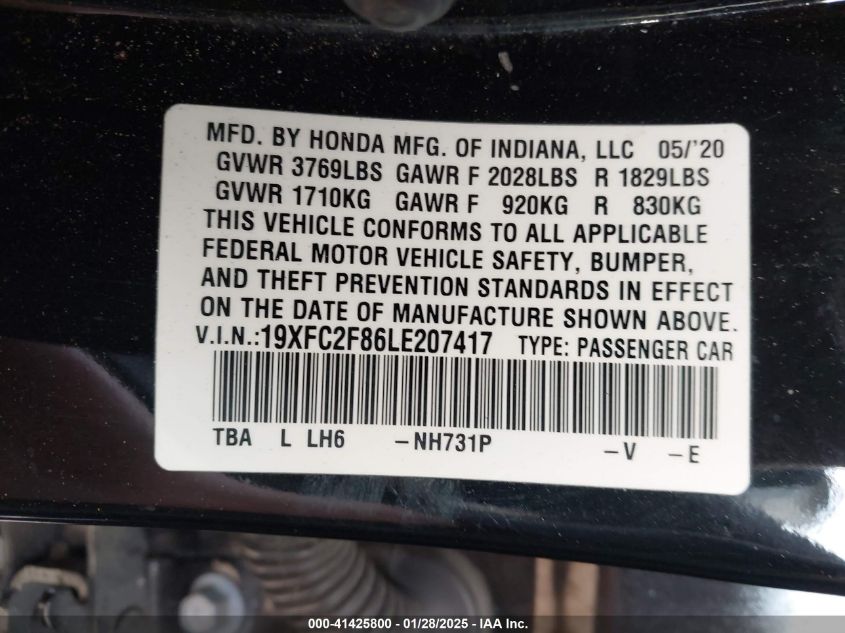 MFD. BY HONDA MFG. OF INDIANA, LLC 05/'20
GVWR 3769LBS GAWR F 2028LBS R 1829LBS
GVWR 1710KG GAWR F 920KG R 830KG
THIS VEHICLE CONFORMS TO ALL APPLICABLE
FEDERAL MOTOR VEHICLE SAFETY, BUMPER,
AND THEFT PREVENTION STANDARDS IN EFFECT
ON THE DATE OF MANUFACTURE SHOWN ABOVE.
V.I.N.:19XFC2F86LE207417 TYPE: PASSENGER CAR
TBA L LH6 -NH731P -V -E
000-41425800 | 01/28/2025 - IAA Inc.